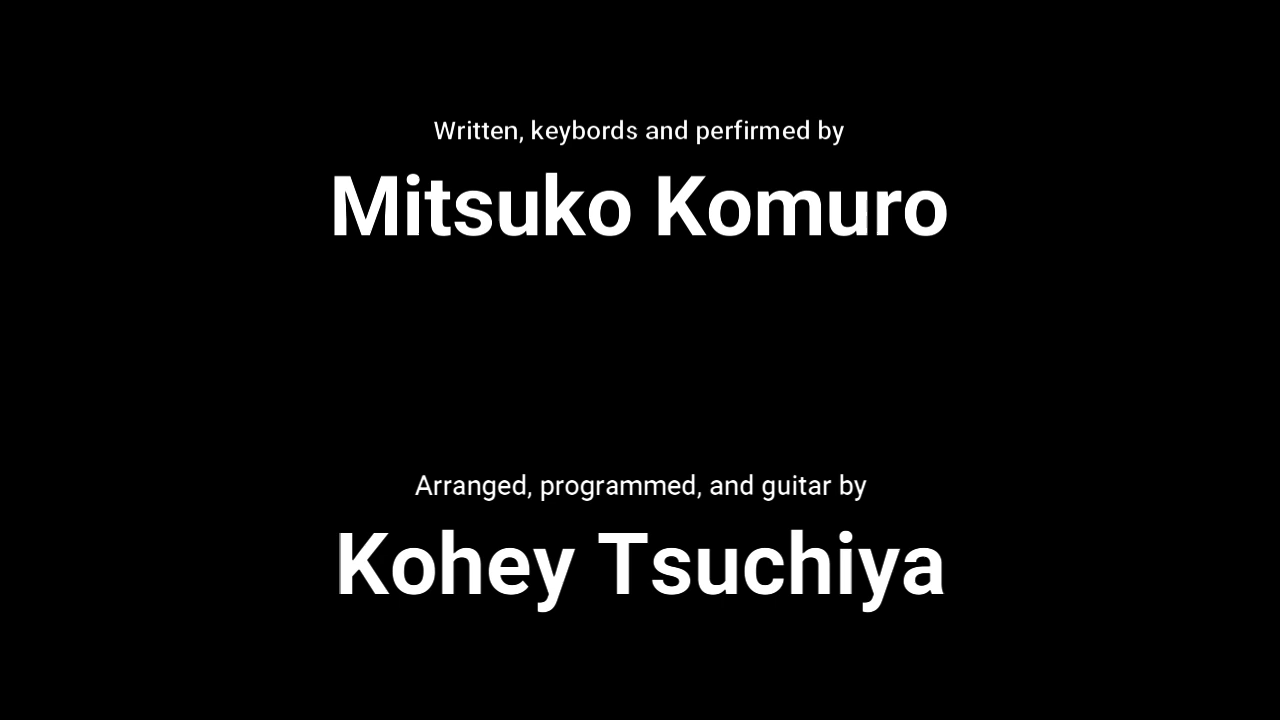 Written, keybords and perfirmed by
Mitsuko Komuro
Arranged, programmed, and guitar by
Kohey Tsuchiya